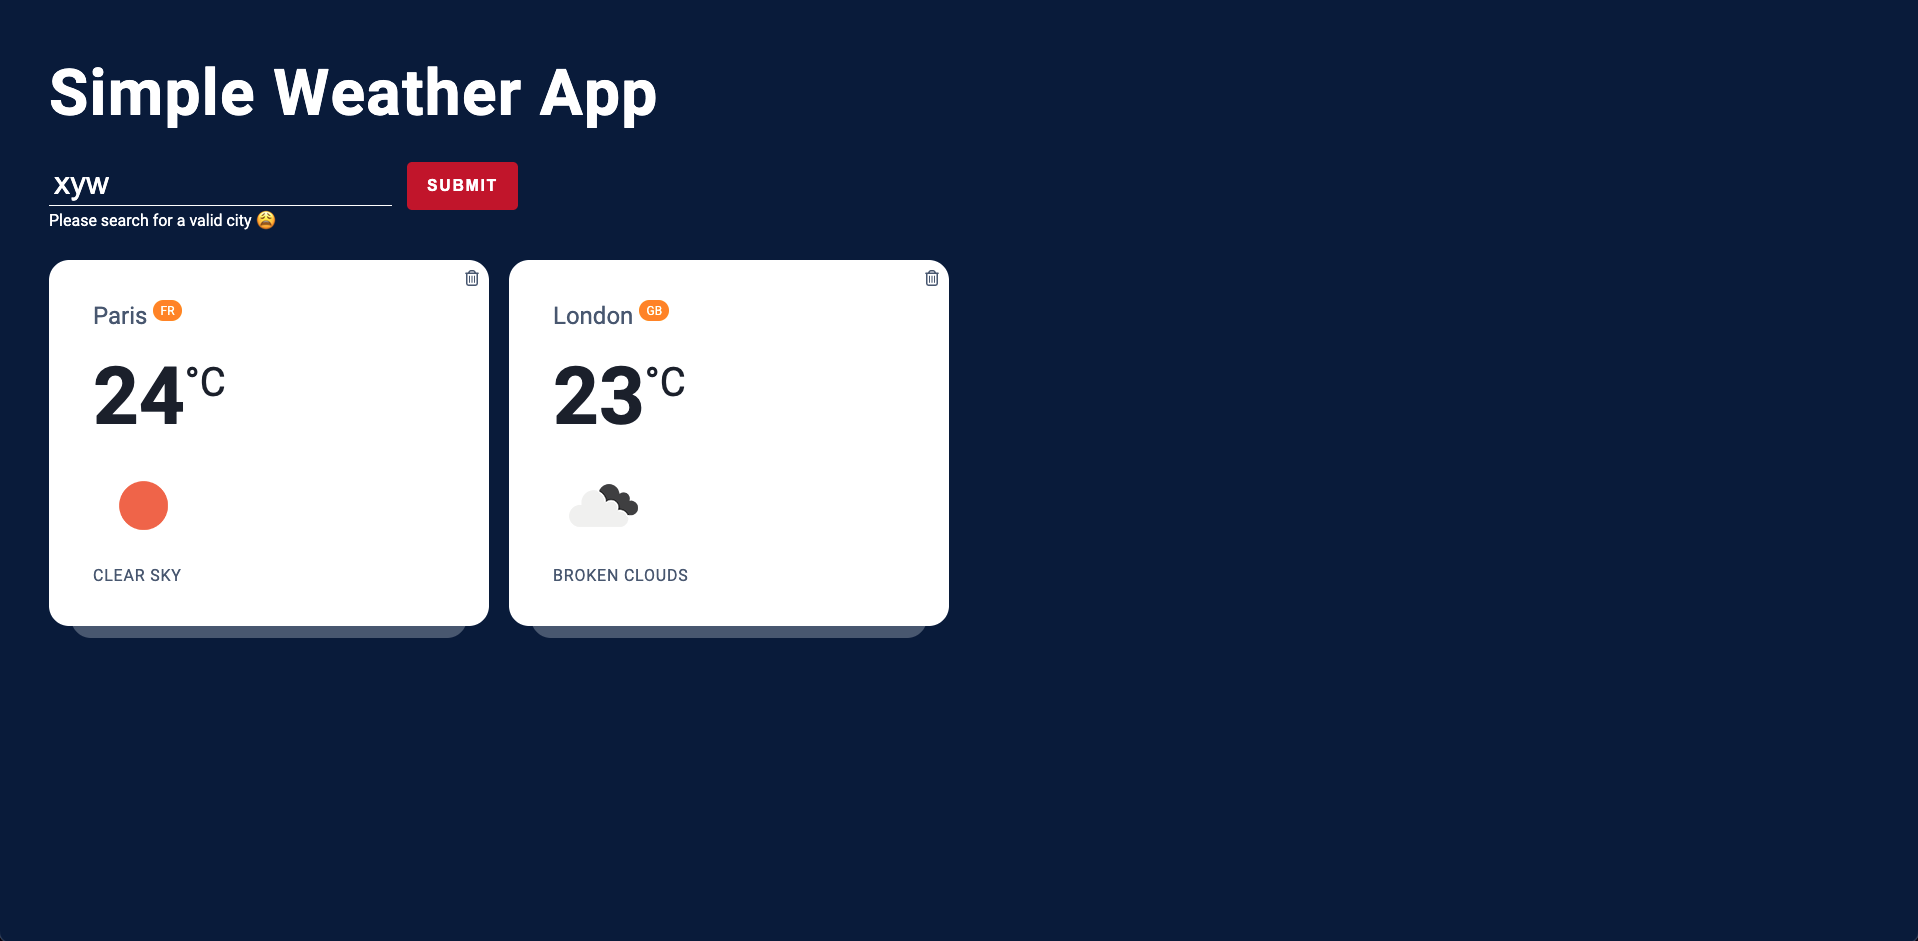 Simple Weather App
xyw
SUBMIT
Please search for a valid city 😩
Paris FR
24°C
CLEAR SKY
London GB
23°C
BROKEN CLOUDS